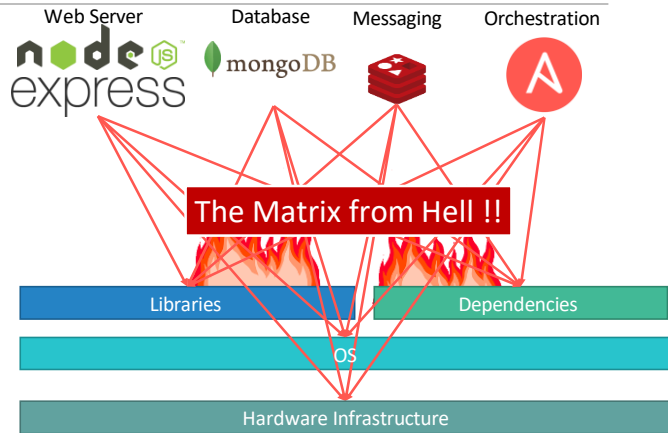 Web Server
Database
Messaging
Orchestration
node JS
express
mongoDB
A
The Matrix from Hell !!
Libraries
Dependencies
OS
Hardware Infrastructure